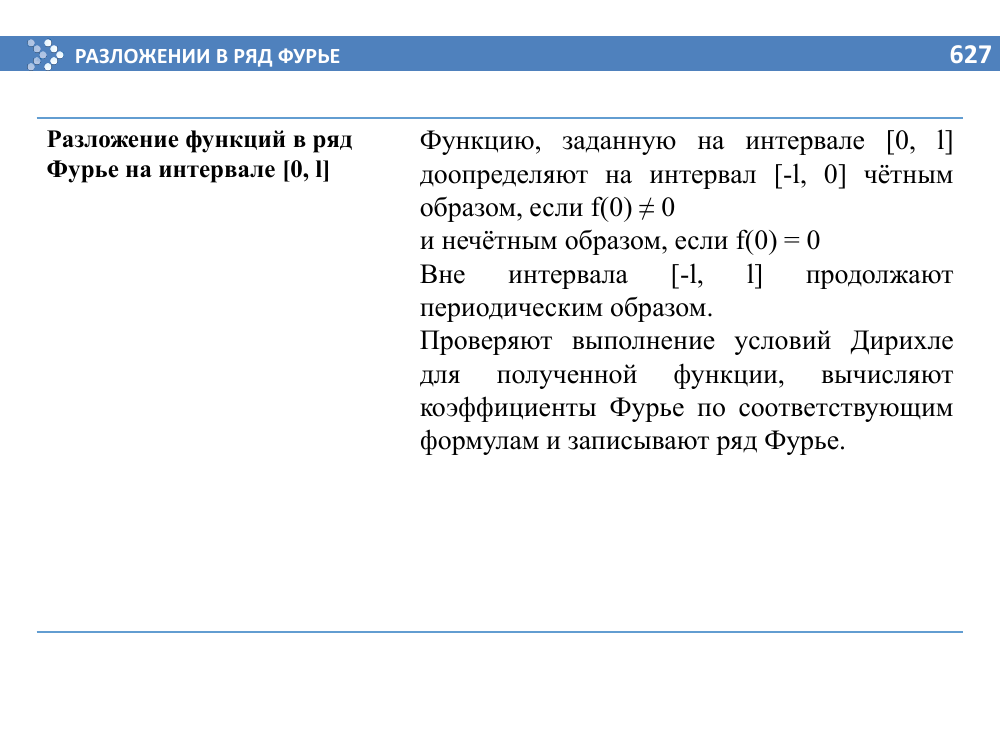 РАЗЛОЖЕНИИ В РЯД ФУРЬЕ
627
Разложение функций в ряд
Фурье на интервале [0, l]
Функцию, заданную на интервале [0, l]
доопределяют на интервал [-l, 0] чётным
образом, если f(0) ≠ 0
и нечётным образом, если f(0) = 0
Вне интервала [-l, l] продолжают
периодическим образом.
Проверяют выполнение условий Дирихле
для полученной функции, вычисляют
коэффициенты Фурье по соответствующим
формулам и записывают ряд Фурье.